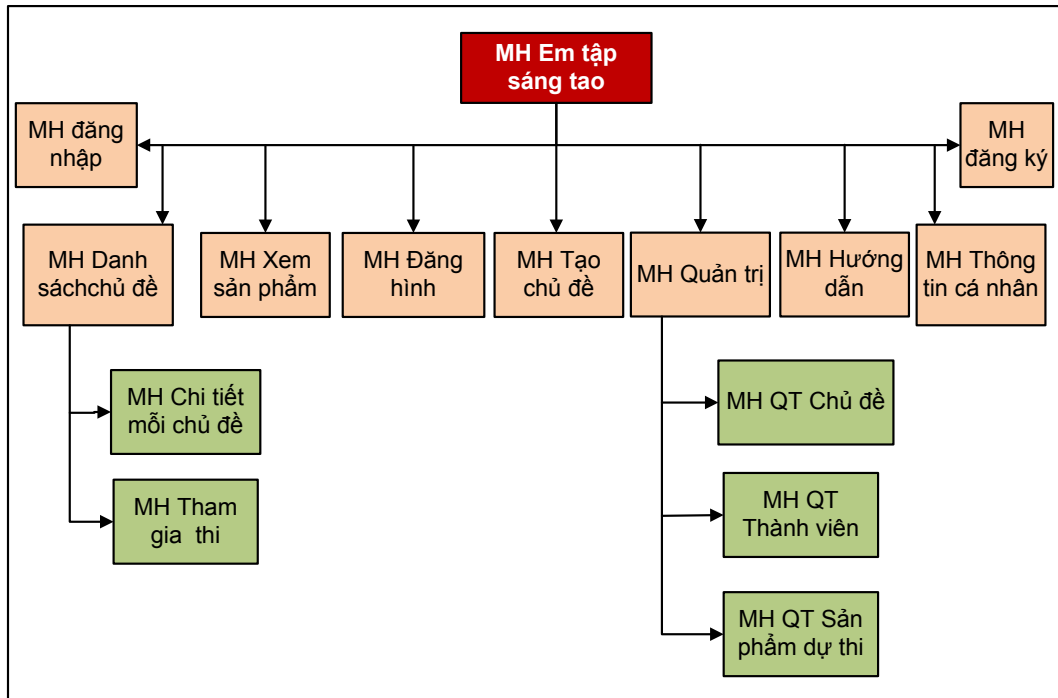 MH Em tập
sáng tao
MH đăng
nhập
MH
đăng ký
MH Danh
sáchchủ đề
MH Xem
sản phẩm
MH Đăng
hình
MH Tạo
chủ đề
MH Quản trị
MH Hướng
dẫn
MH Thông
tin cá nhân
MH Chi tiết
mỗi chủ đề
MH Tham
gia thi
MH QT Chủ đề
MH QT
Thành viên
MH QT Sản
phẩm dự thi